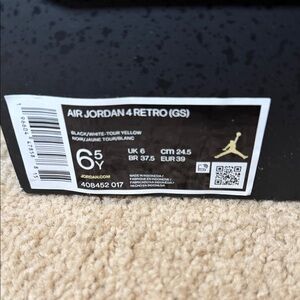 AIR JORDAN 4 RETRO (GS)
BLACK/WHITE-TOUR YELLOW
NOIR/JAUNE TOUR/BLANC
6.5Y
UK 6
cm 24.5
BR 37.5
EUR 39
JORDAN.COM
408452 017
MADE IN INDONESIA /
FABRIQUÉ EN INDONÉSIE /
FABRICADO EN INDONESIA /